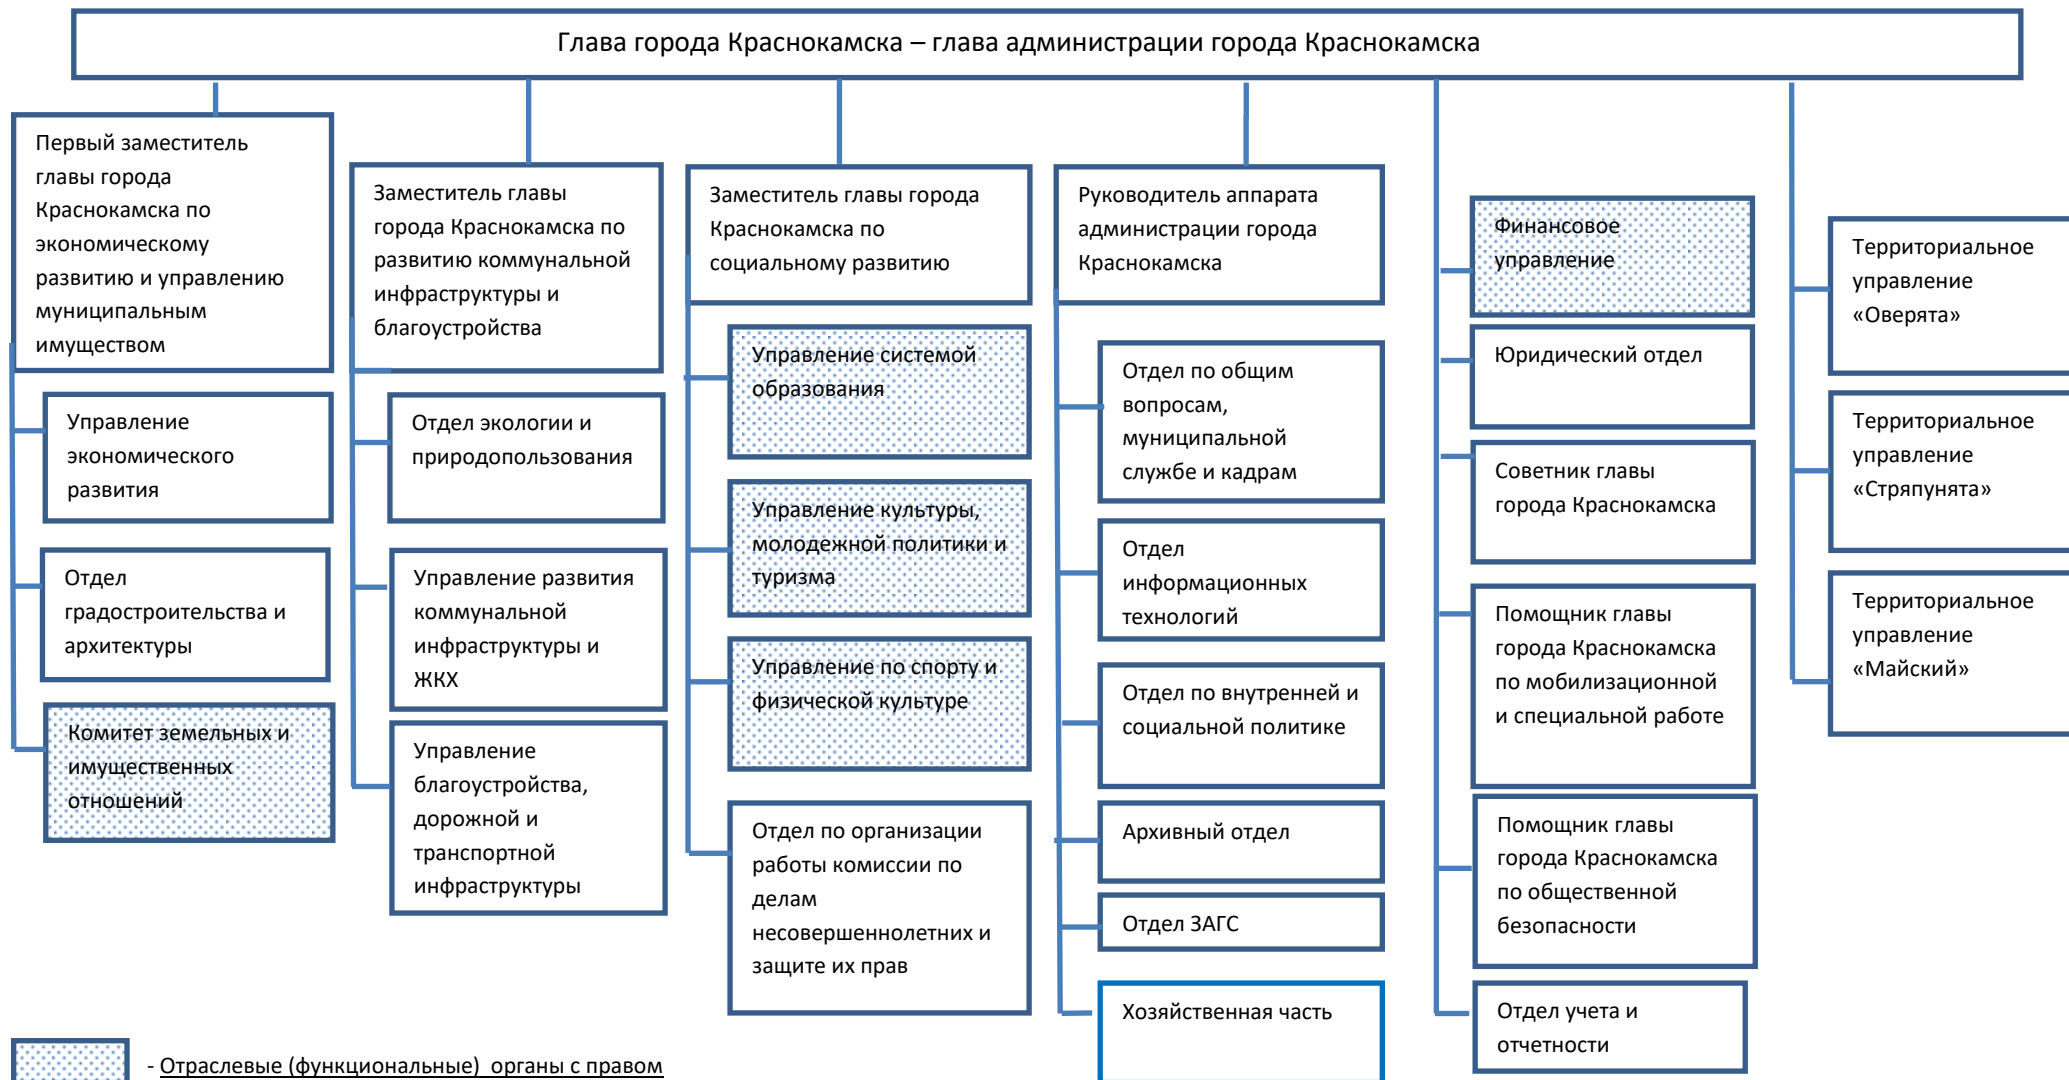 Глава города Краснокамска – глава администрации города Краснокамска
Первый заместитель
главы города
Краснокамска по
экономическому
развитию и управлению
муниципальным
имуществом
Управление
экономического
развития
Отдел
градостроительства и
архитектуры
Комитет земельных и
имущественных
отношений
Заместитель главы
города Краснокамска по
развитию коммунальной
инфраструктуры и
благоустройства
Отдел экологии и
природопользования
Управление развития
коммунальной
инфраструктуры и
ЖКХ
Управление
благоустройства,
дорожной и
транспортной
инфраструктуры
Заместитель главы города
Краснокамска по
социальному развитию
Управление системой
образования
Управление культуры,
молодежной политики и
туризма
Управление по спорту и
физической культуре
Отдел по организации
работы комиссии по
делам
несовершеннолетних и
защите их прав
Руководитель аппарата
администрации города
Краснокамска
Отдел по общим
вопросам,
муниципальной
службе и кадрам
Отдел
информационных
технологий
Отдел по внутренней и
социальной политике
Архивный отдел
Отдел ЗАГС
Хозяйственная часть
Финансовое
управление
Юридический отдел
Советник главы
города Краснокамска
Помощник главы
города Краснокамска
по мобилизационной
и специальной работе
Помощник главы
города Краснокамска
по общественной
безопасности
Отдел учета и
отчетности
Территориальное
управление
«Оверята»
Территориальное
управление
«Стряпунята»
Территориальное
управление
«Майский»
- Отраслевые (функциональные) органы с правом